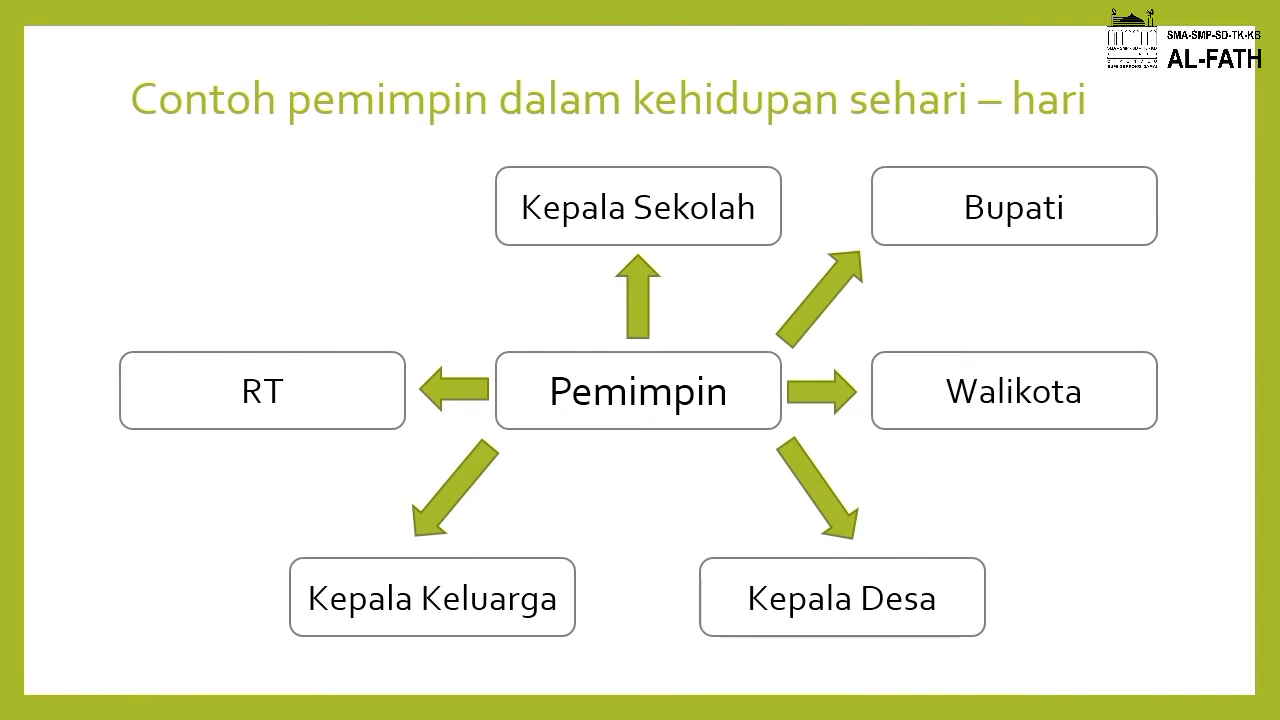 SMA-SMP-SD-TK-KB
AL-FATH
Contoh pemimpin dalam kehidupan sehari – hari
Kepala Sekolah
Bupati
RT
Pemimpin
Walikota
Kepala Keluarga
Kepala Desa